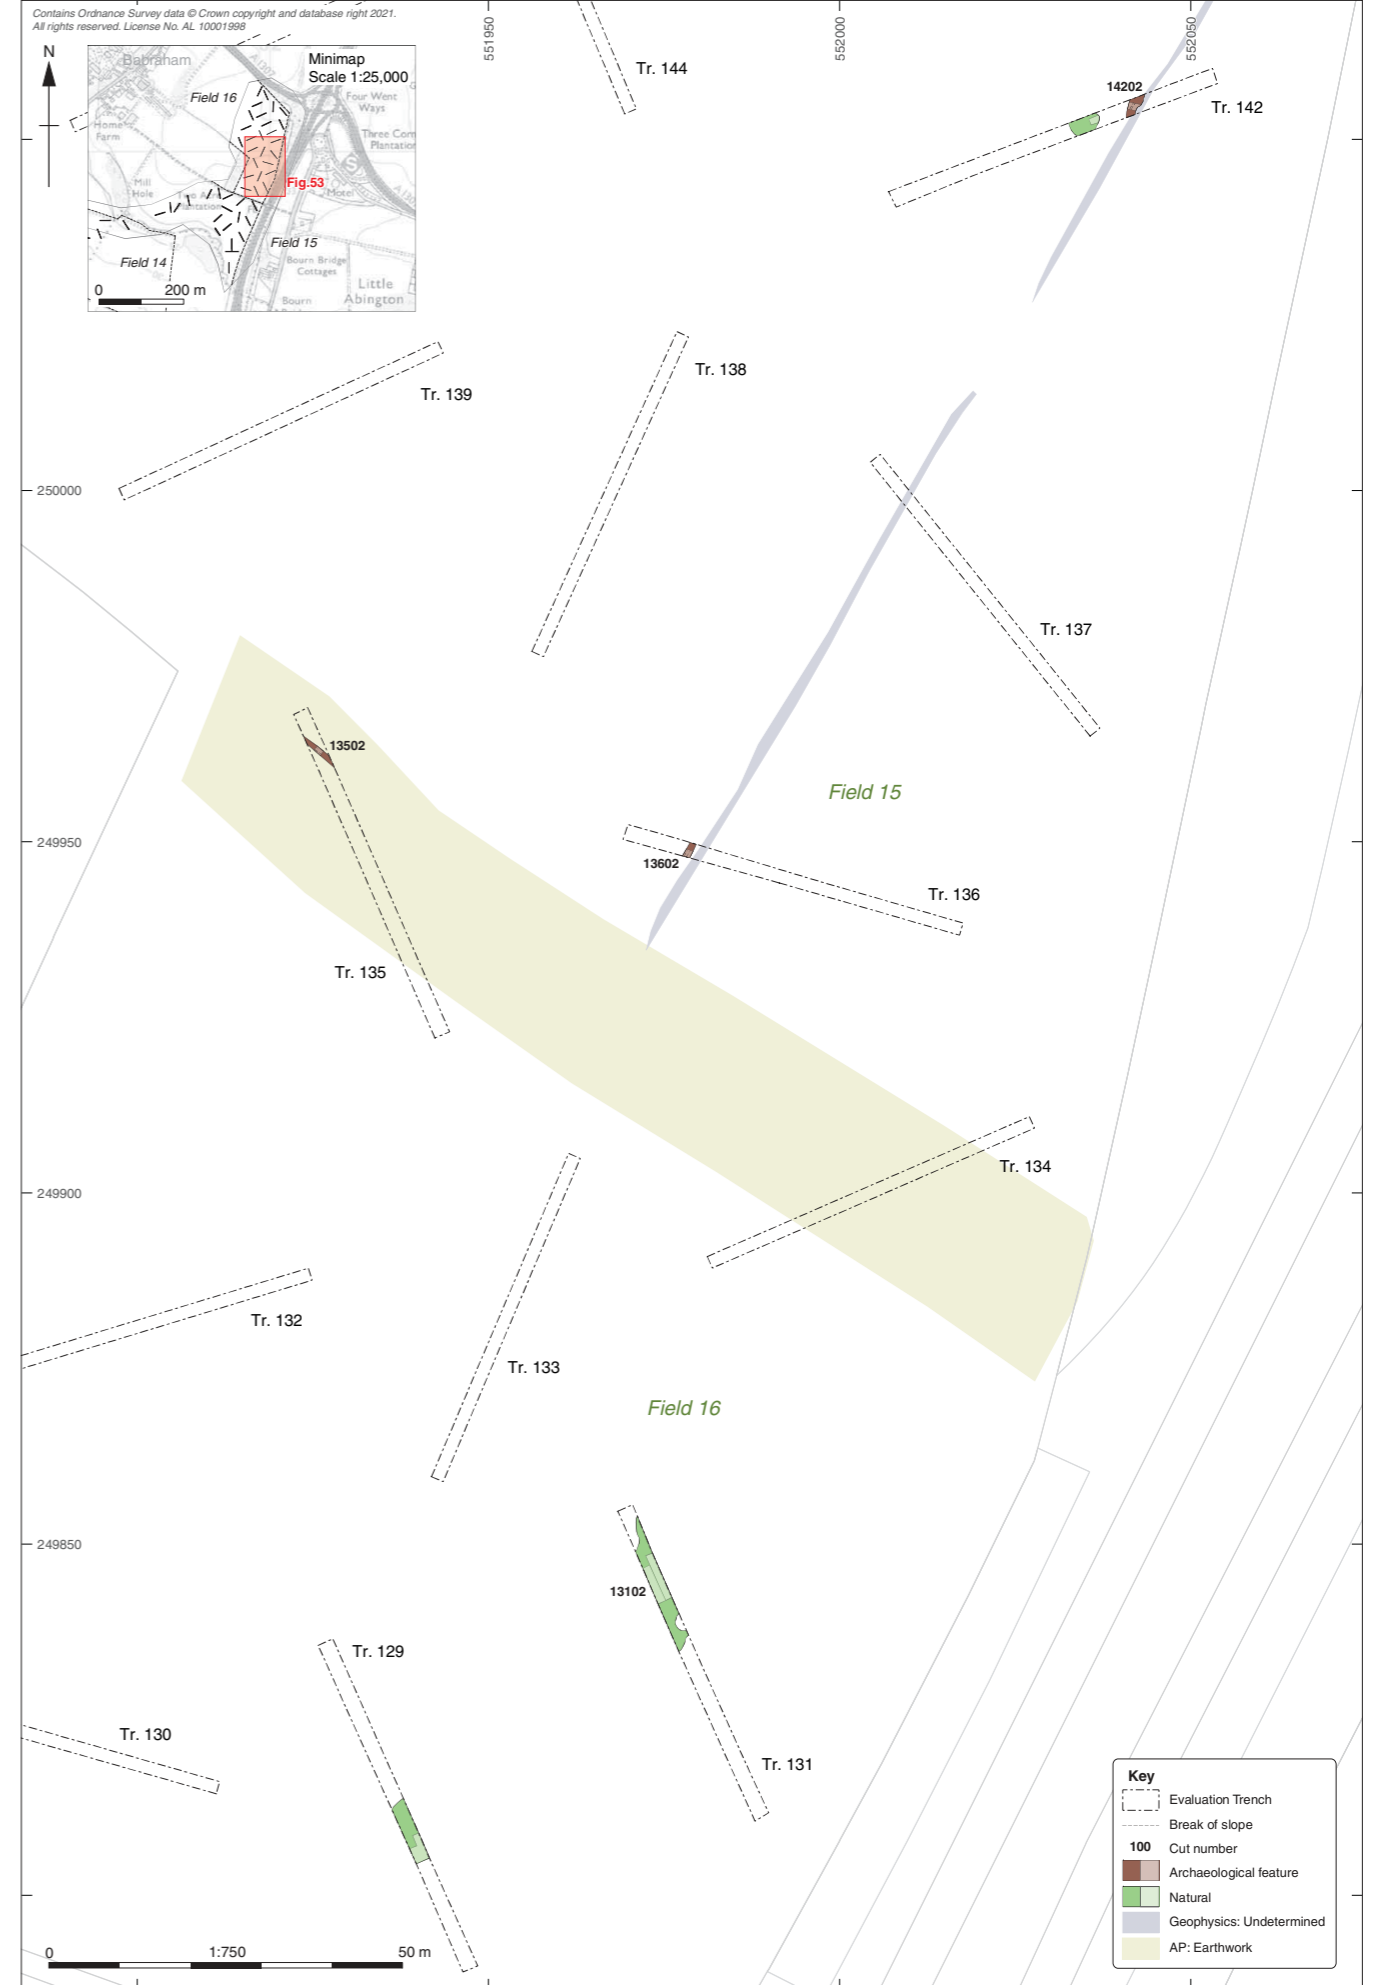 Contains Ordnance Survey data © Crown copyright and database right 2021.
All rights reserved. License No. AL 10001998
N
Minimap
Scale 1:25,000
Babraham
A1307
Field 16
Four Went
Ways
Home
Farm
Three
Plantation
S
Mill
Hole
Fig.53
Motel
Plantation
Field 15
Field 14
Bourn Bridge
Cottages
Little
Abington
0 200 m
Bourn
551950
552000
552050
Tr. 144
14202
Tr. 142
Tr. 138
Tr. 139
250000
Tr. 137
13502
Field 15
249950
13602
Tr. 136
Tr. 135
Tr. 134
249900
Tr. 132
Tr. 133
Field 16
249850
13102
Tr. 129
Tr. 130
Tr. 131
Key
Evaluation Trench
Break of slope
100 Cut number
Archaeological feature
Natural
Geophysics: Undetermined
AP: Earthwork
0 1:750 50 m